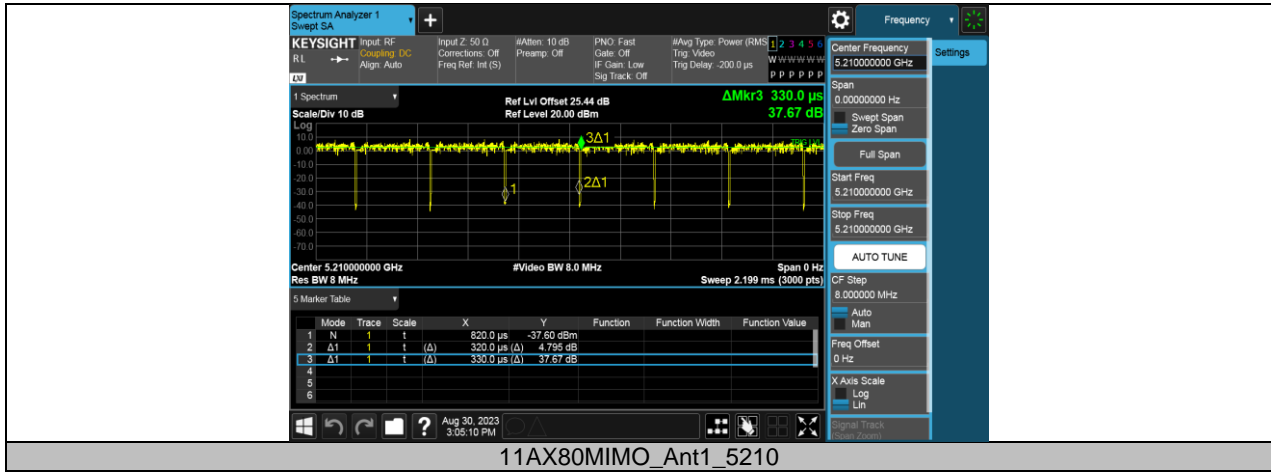 Spectrum Analyzer 1
Swept SA
+
Frequency
KEYSIGHT
RL
Input: RF
Coupling: DC
Align: Auto
Input Z: 50 Ω
Corrections: Off
Freq Ref: Int (S)
#Atten: 10 dB
Preamp: Off
PNO: Fast
Gate: Off
IF Gain: Low
Sig Track: Off
#Avg Type: Power (RMS
Trig: Video
Trig Delay: -200.0 µs
1 2 3 4 5 6
W W W W W W
P P P P P P
LXI
1 Spectrum
Scale/Div 10 dB
Ref Lvl Offset 25.44 dB
Ref Level 20.00 dBm
ΔMkr3 330.0 µs
37.67 dB
Log
10.0
0.00
-10.0
-20.0
-30.0
-40.0
-50.0
-60.0
-70.0
3Δ1
1
2Δ1
Center 5.210000000 GHz
Res BW 8 MHz
#Video BW 8.0 MHz
Span 0 Hz
Sweep 2.199 ms (3000 pts)
5 Marker Table
Mode Trace Scale X Y Function Function Width Function Value
1 N 1 t 820.0 µs -37.60 dBm
2 Δ1 1 t (Δ) 320.0 µs (Δ) 4.795 dB
3 Δ1 1 t (Δ) 330.0 µs (Δ) 37.67 dB
4
5
6
?
Aug 30, 2023
3:05:10 PM
Center Frequency
5.210000000 GHz
Settings
Span
0.00000000 Hz
Swept Span
Zero Span
Full Span
Start Freq
5.210000000 GHz
Stop Freq
5.210000000 GHz
AUTO TUNE
CF Step
8.000000 MHz
Auto
Man
Freq Offset
0 Hz
X Axis Scale
Log
Lin
Signal Track
(Span Zoom)
11AX80MIMO_Ant1_5210